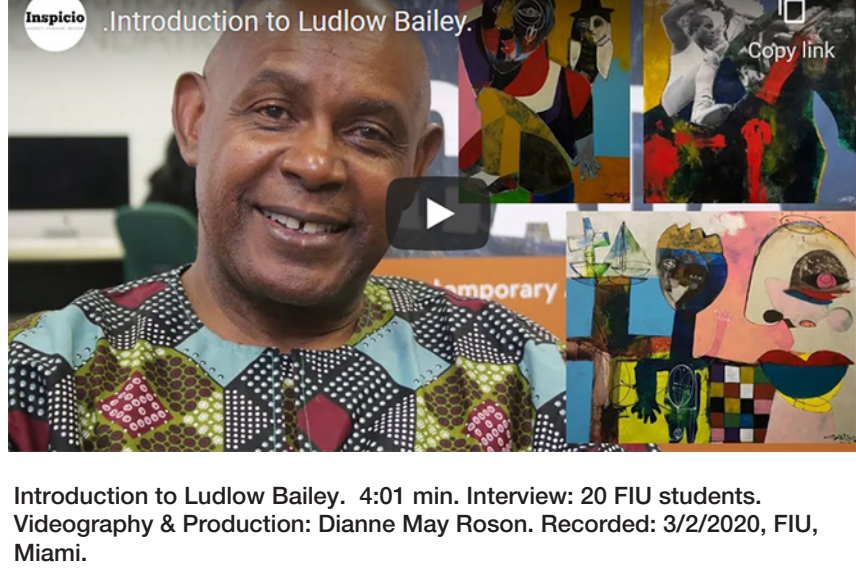 Inspicio
.Introduction to Ludlow Bailey.
Copy link
mporary
Introduction to Ludlow Bailey.  4:01 min. Interview: 20 FIU students.
Videography & Production: Dianne May Roson. Recorded: 3/2/2020, FIU,
Miami.